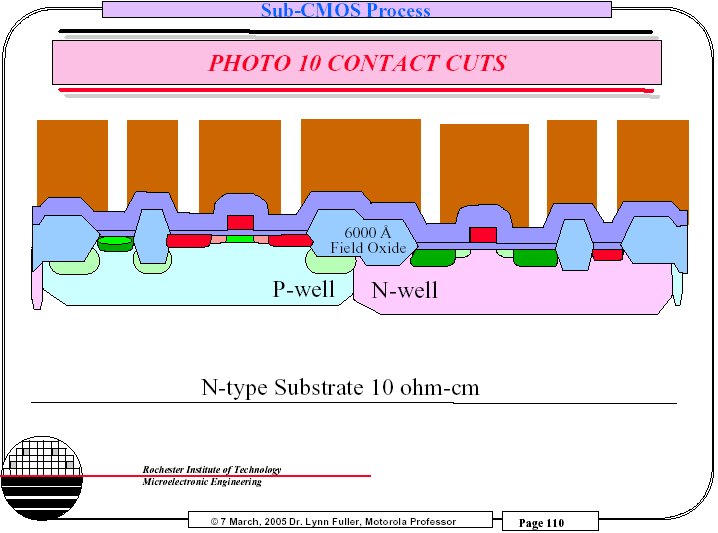 Sub-CMOS Process
PHOTO 10 CONTACT CUTS
6000 Å
Field Oxide
P-well
N-well
N-type Substrate 10 ohm-cm
Rochester Institute of Technology
Microelectronic Engineering
© 7 March, 2005 Dr. Lynn Fuller, Motorola Professor
Page 110